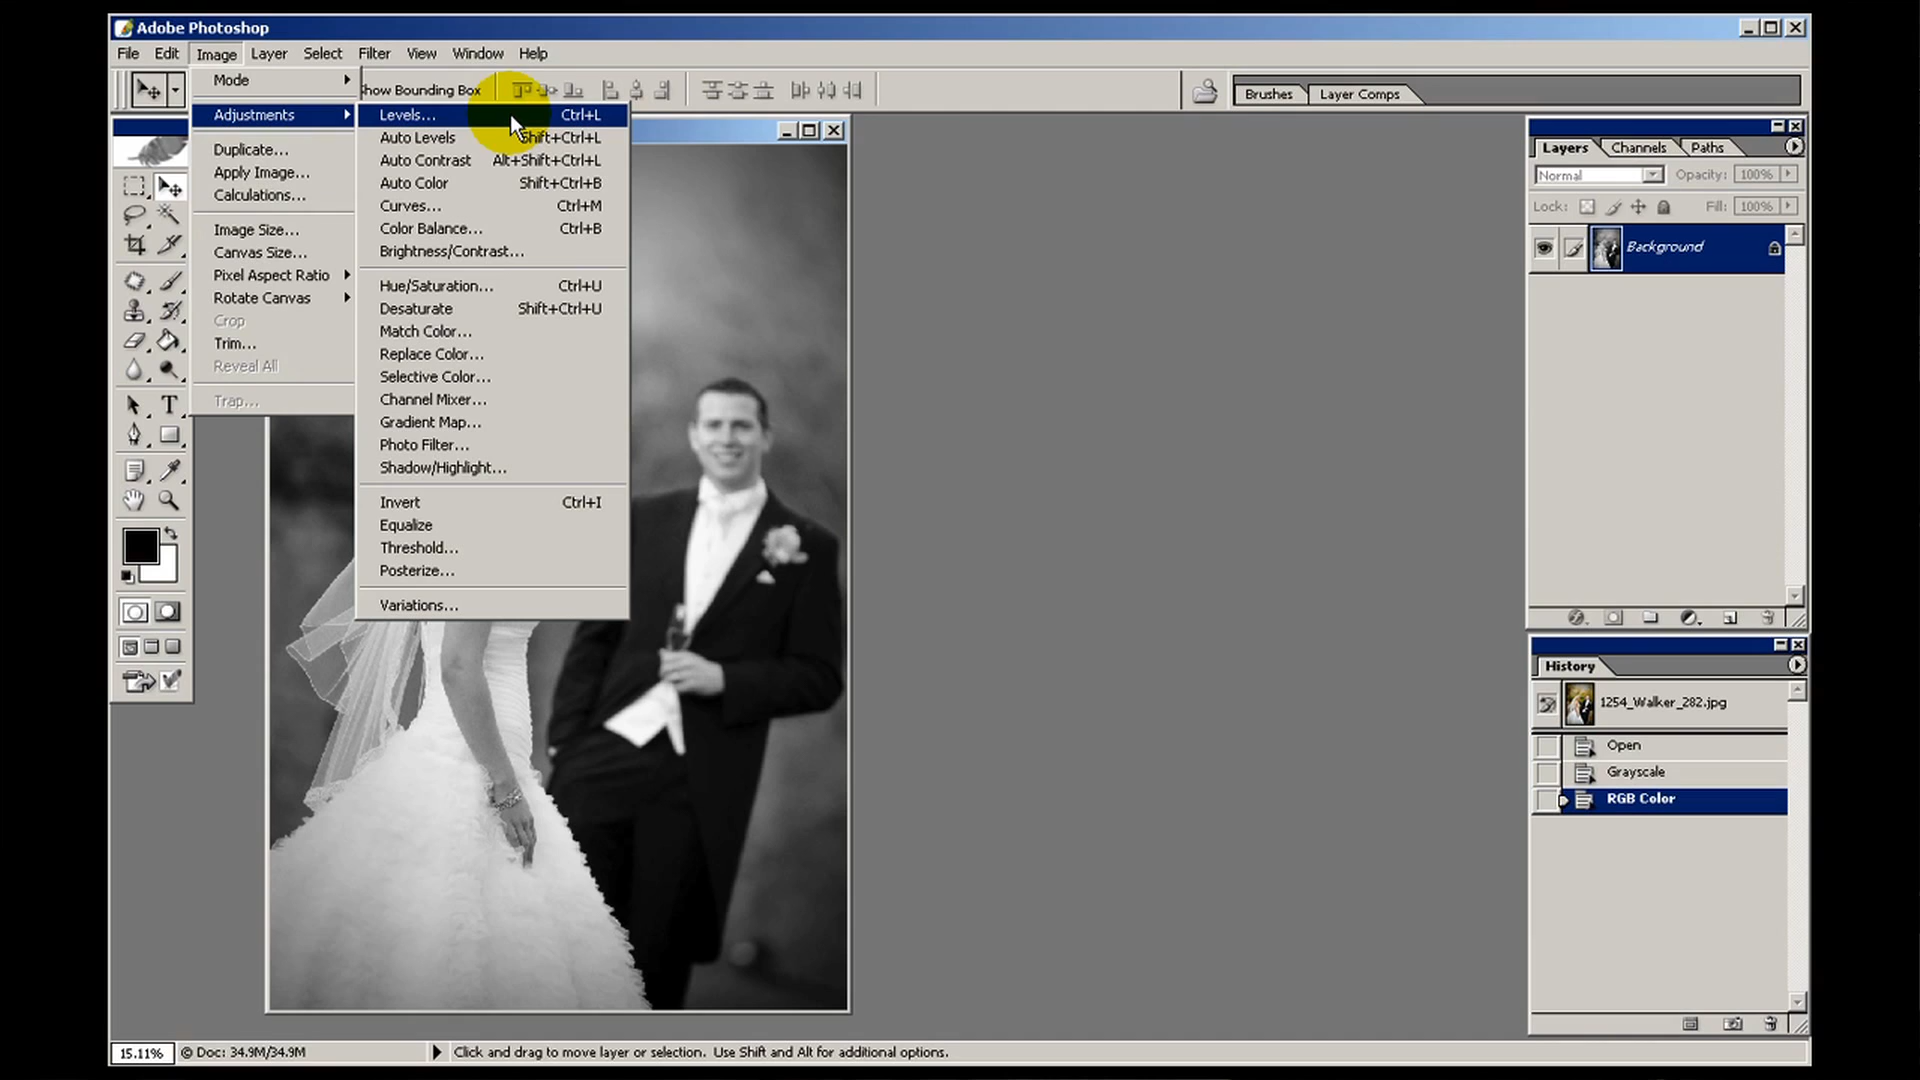 Adobe Photoshop
File Edit Image Layer Select Filter View Window Help
Show Bounding Box
Brushes Layer Comps
Mode
Adjustments
Duplicate...
Apply Image...
Calculations...
Image Size...
Canvas Size...
Pixel Aspect Ratio
Rotate Canvas
Crop
Trim...
Reveal All
Trap...
Levels... Ctrl+L
Auto Levels Shift+Ctrl+L
Auto Contrast Alt+Shift+Ctrl+L
Auto Color Shift+Ctrl+B
Curves... Ctrl+M
Color Balance... Ctrl+B
Brightness/Contrast...
Hue/Saturation... Ctrl+U
Desaturate Shift+Ctrl+U
Match Color...
Replace Color...
Selective Color...
Channel Mixer...
Gradient Map...
Photo Filter...
Shadow/Highlight...
Invert Ctrl+I
Equalize
Threshold...
Posterize...
Variations...
T
Layers Channels Paths
Normal Opacity: 100%
Lock: Fill: 100%
Background
History
1254_Walker_282.jpg
Open
Grayscale
RGB Color
15.11% © Doc: 34.9M/34.9M Click and drag to move layer or selection. Use Shift and Alt for additional options.